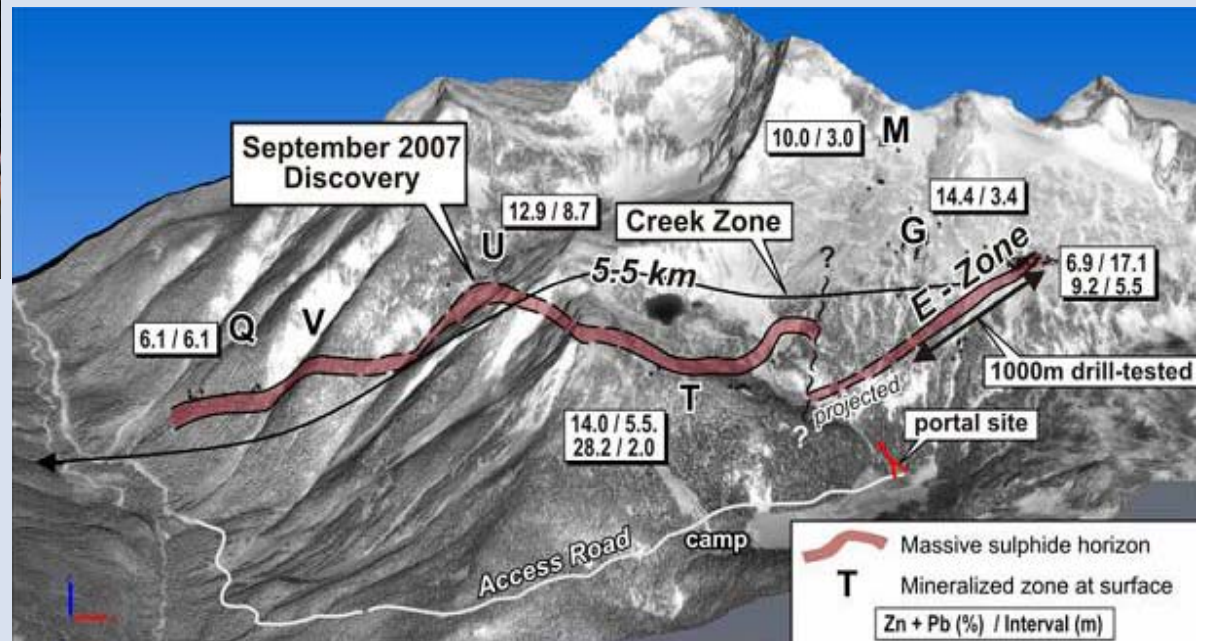 September 2007
Discovery
10.0 / 3.0
M
12.9 / 8.7
14.4 / 3.4
U
Creek Zone
G
?
5.5-km
E - Zone
6.9 / 17.1
9.2 / 5.5
6.1 / 6.1
Q
V
1000m drill-tested
T
projected
?
14.0 / 5.5.
28.2 / 2.0
portal site
Access Road
camp
Massive sulphide horizon
T
Mineralized zone at surface
Zn + Pb (%) / Interval (m)